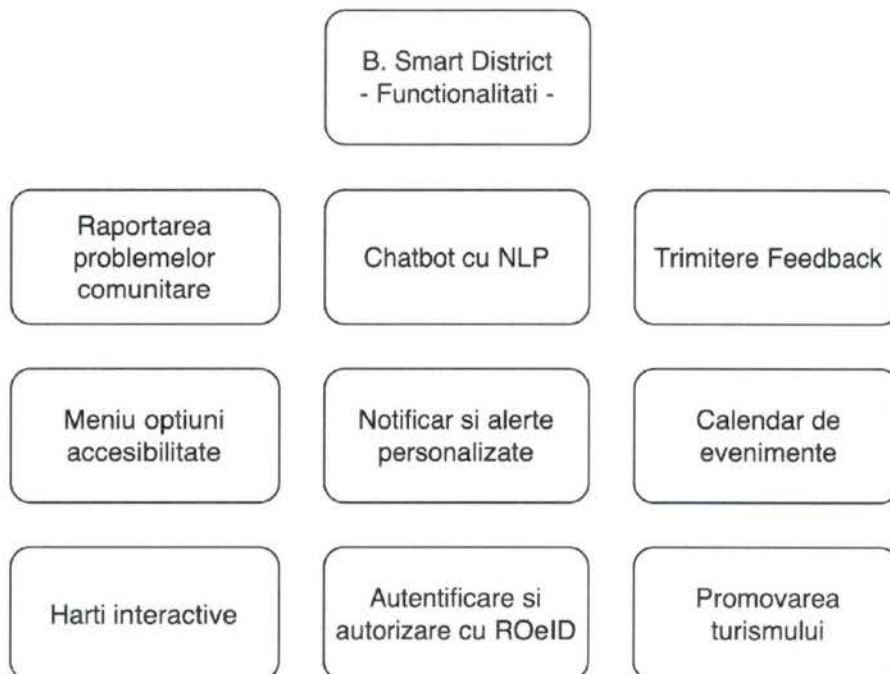 B. Smart District
- Functionalitati -
Raportarea
problemelor
comunitare
Chatbot cu NLP
Trimitere Feedback
Meniu optiuni
accesibilitate
Notificar si alerte
personalizate
Calendar de
evenimente
Harti interactive
Autentificare si
autorizare cu ROeID
Promovarea
turismului